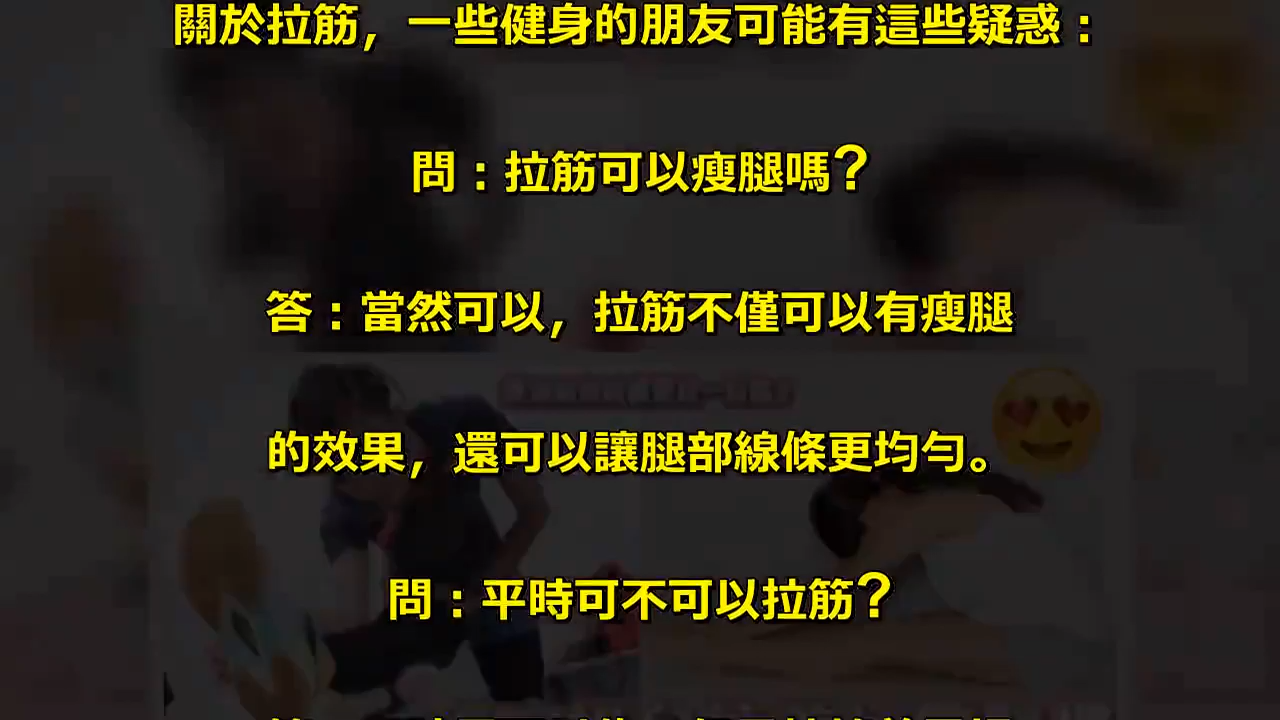 關於拉筋，一些健身的朋友可能有這些疑惑：
問：拉筋可以瘦腿嗎？
答：當然可以，拉筋不僅可以有瘦腿
的效果，還可以讓腿部線條更均勻。
問：平時可不可以拉筋？